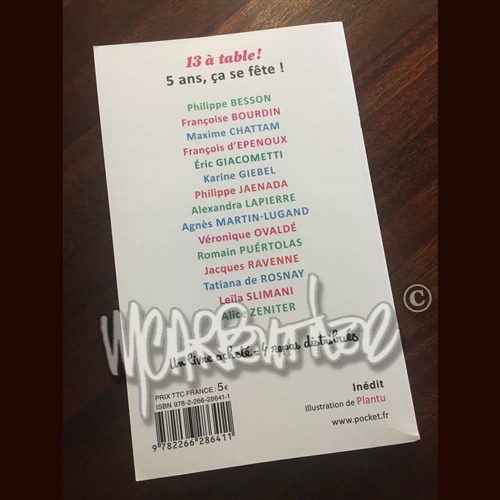 13 à table!
5 ans, ça se fête !
Philippe BESSON
Françoise BOURDIN
Maxime CHATTAM
François d'EPENOUX
Éric GIACOMETTI
Karine GIEBEL
Philippe JAENADA
Alexandra LAPIERRE
Agnès MARTIN-LUGAND
Véronique OVALDÉ
Romain PUÉRTOLAS
Jacques RAVENNE
Tatiana de ROSNAY
Leïla SLIMANI
Alice ZENITER
©
Un livre acheté = 4 repas distribués
PRIX TTC FRANCE : 5€
ISBN 978-2-266-28641-1
9 782266 286411
Inédit
Illustration de Plantu
www.pocket.fr